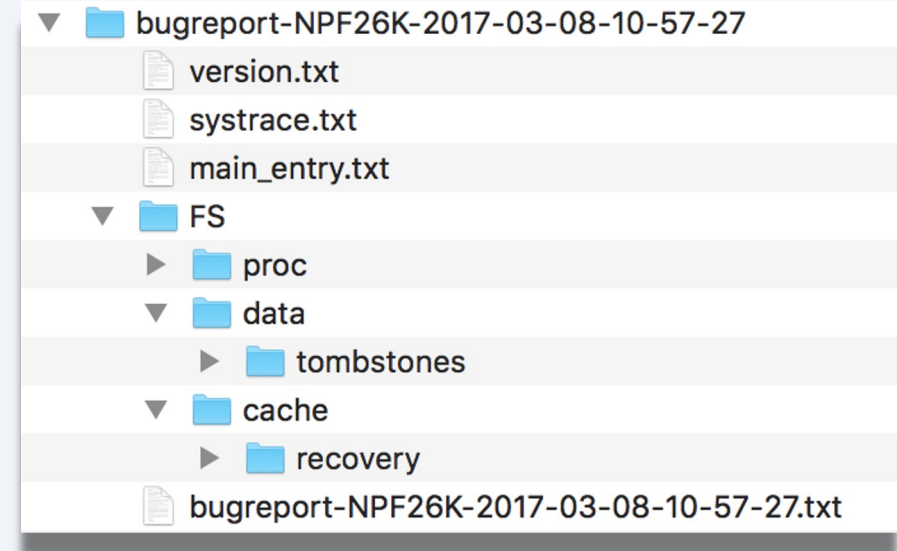 bugreport-NPF26K-2017-03-08-10-57-27
version.txt
systrace.txt
main_entry.txt
FS
proc
data
tombstones
cache
recovery
bugreport-NPF26K-2017-03-08-10-57-27.txt